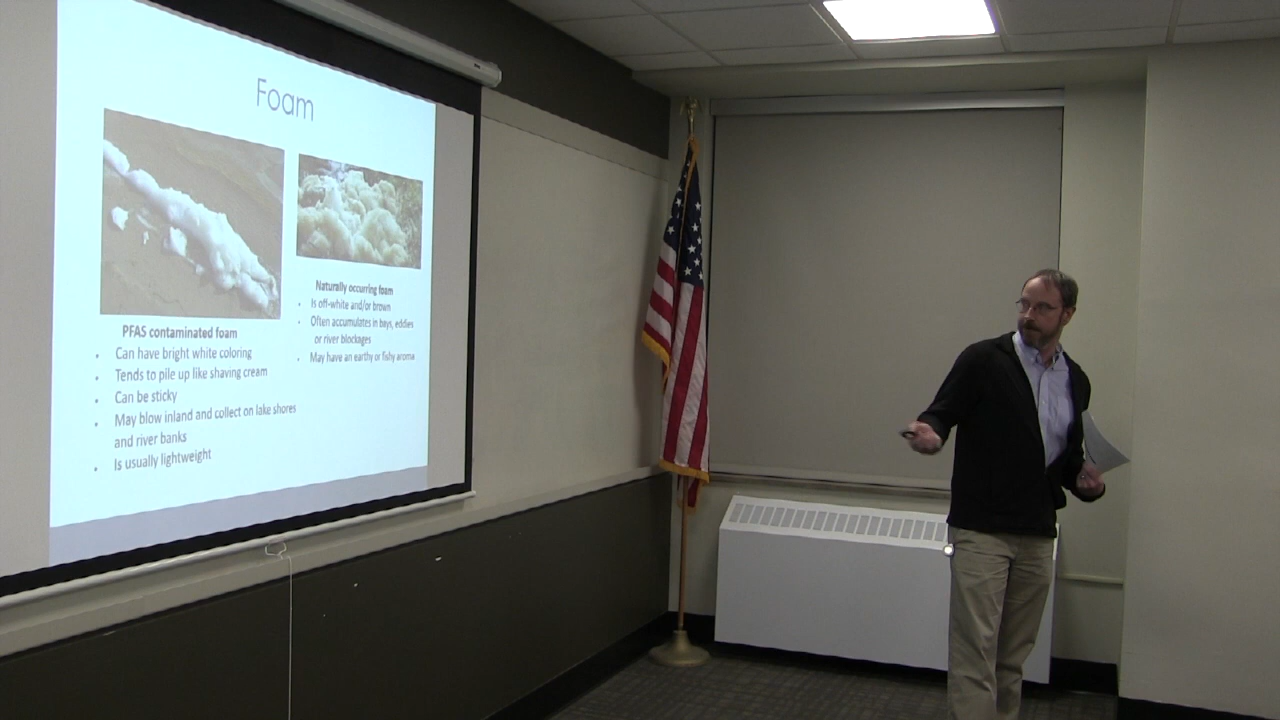 Foam
PFAS contaminated foam
• Can have bright white coloring
• Tends to pile up like shaving cream
• Can be sticky
• May blow inland and collect on lake shores
and river banks
• Is usually lightweight
Naturally occurring foam
• Is off-white and/or brown
• Often accumulates in bays, eddies
or river blockages
• May have an earthy or fishy aroma